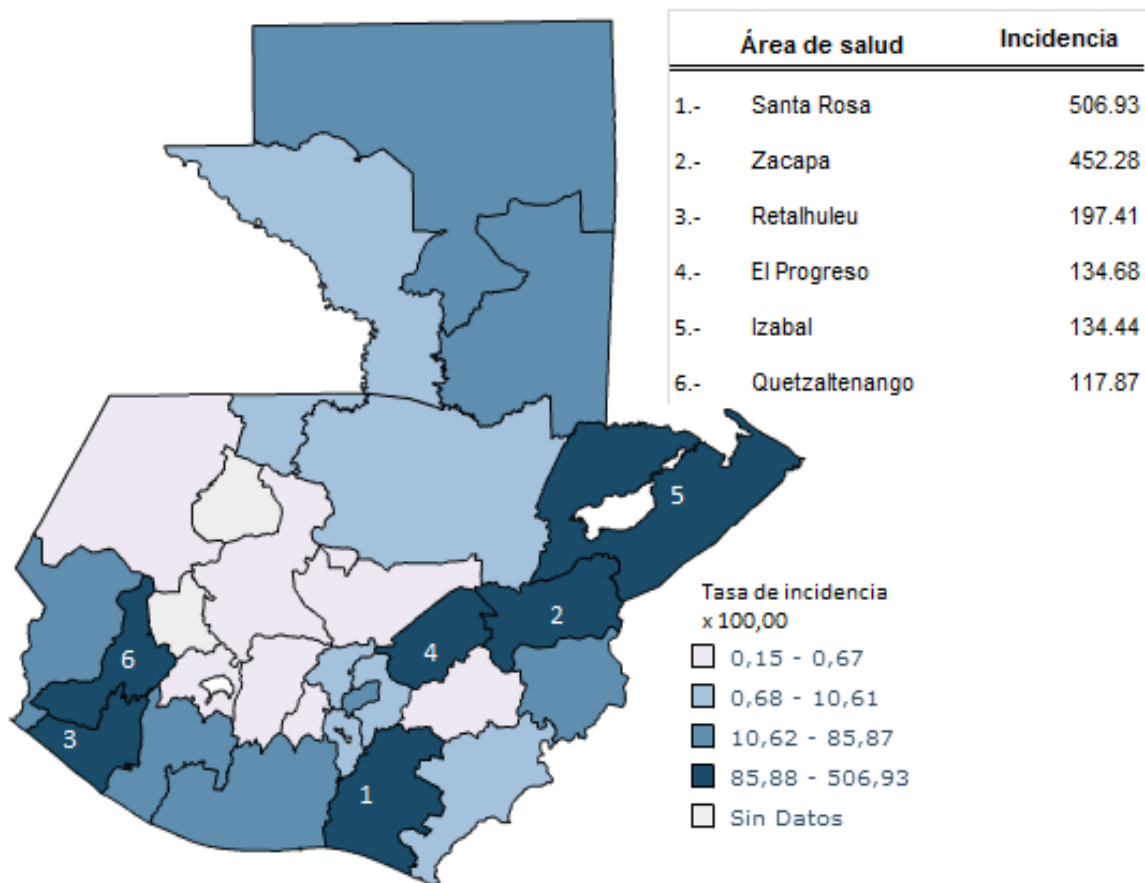 Área de salud Incidencia
1.- Santa Rosa 506.93
2.- Zacapa 452.28
3.- Retalhuleu 197.41
4.- El Progreso 134.68
5.- Izabal 134.44
6.- Quetzaltenango 117.87
5
2
4
6
3
1
Tasa de incidencia
x 100,00
0,15 - 0,67
0,68 - 10,61
10,62 - 85,87
85,88 - 506,93
Sin Datos